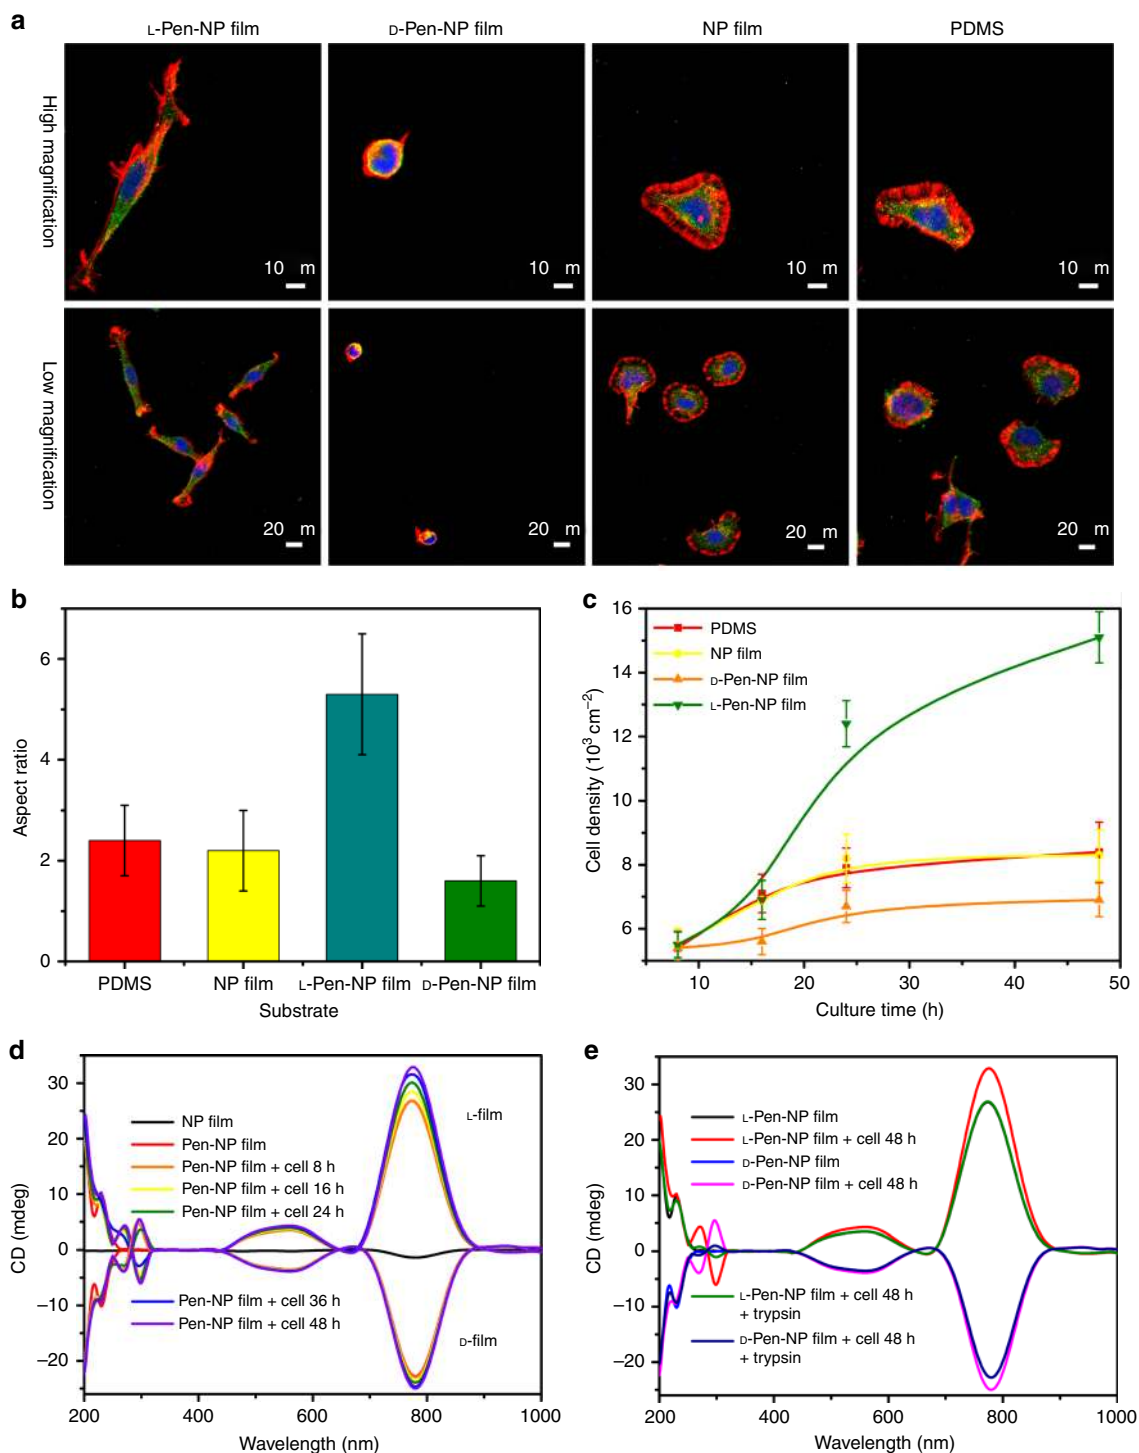 a
L-Pen-NP film
D-Pen-NP film
NP film
PDMS
High magnification
10 m
10 m
10 m
10 m
Low magnification
20 m
20 m
20 m
20 m
b
Aspect ratio
6
4
2
0
PDMS
NP film
L-Pen-NP film
D-Pen-NP film
Substrate
c
Cell density (10³ cm⁻²)
16
14
12
10
8
6
PDMS
NP film
D-Pen-NP film
L-Pen-NP film
10
20
30
40
50
Culture time (h)
d
CD (mdeg)
30
20
10
0
−10
−20
NP film
Pen-NP film
Pen-NP film + cell 8 h
Pen-NP film + cell 16 h
Pen-NP film + cell 24 h
Pen-NP film + cell 36 h
Pen-NP film + cell 48 h
L-film
D-film
200
400
600
800
1000
Wavelength (nm)
e
CD (mdeg)
30
20
10
0
−10
−20
L-Pen-NP film
L-Pen-NP film + cell 48 h
D-Pen-NP film
D-Pen-NP film + cell 48 h
L-Pen-NP film + cell 48 h
+ trypsin
D-Pen-NP film + cell 48 h
+ trypsin
200
400
600
800
1000
Wavelength (nm)